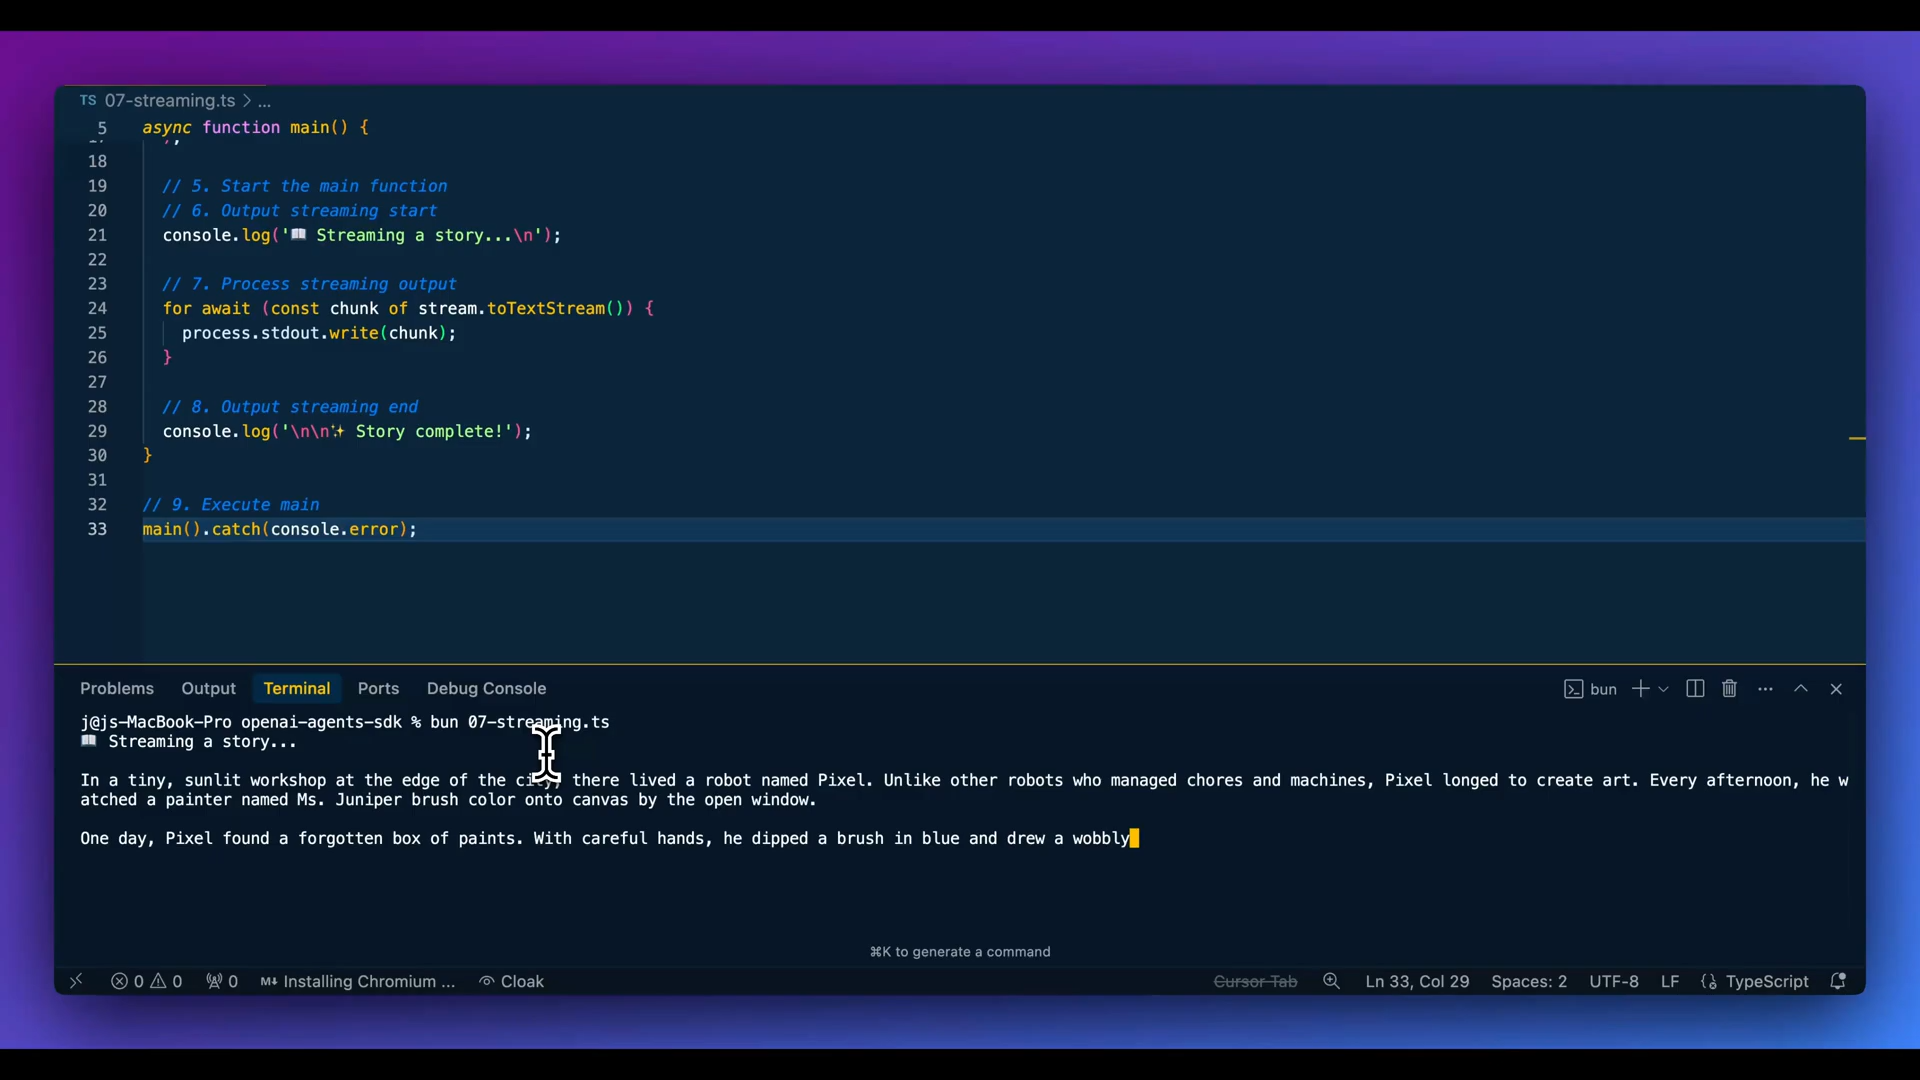 TS 07-streaming.ts > ...
5 async function main() {
18
19 // 5. Start the main function
20 // 6. Output streaming start
21 console.log('📖 Streaming a story...\n');
22
23 // 7. Process streaming output
24 for await (const chunk of stream.toTextStream()) {
25 process.stdout.write(chunk);
26 }
27
28 // 8. Output streaming end
29 console.log('\n\n✨ Story complete!');
30 }
31
32 // 9. Execute main
33 main().catch(console.error);
Problems Output Terminal Ports Debug Console bun
j@js-MacBook-Pro openai-agents-sdk % bun 07-streaming.ts
📖 Streaming a story...
In a tiny, sunlit workshop at the edge of the city, there lived a robot named Pixel. Unlike other robots who managed chores and machines, Pixel longed to create art. Every afternoon, he w
atched a painter named Ms. Juniper brush color onto canvas by the open window.
One day, Pixel found a forgotten box of paints. With careful hands, he dipped a brush in blue and drew a wobbly
⌘K to generate a command
0 0 0 M↓ Installing Chromium ... Cloak Cursor Tab Ln 33, Col 29 Spaces: 2 UTF-8 LF {} TypeScript